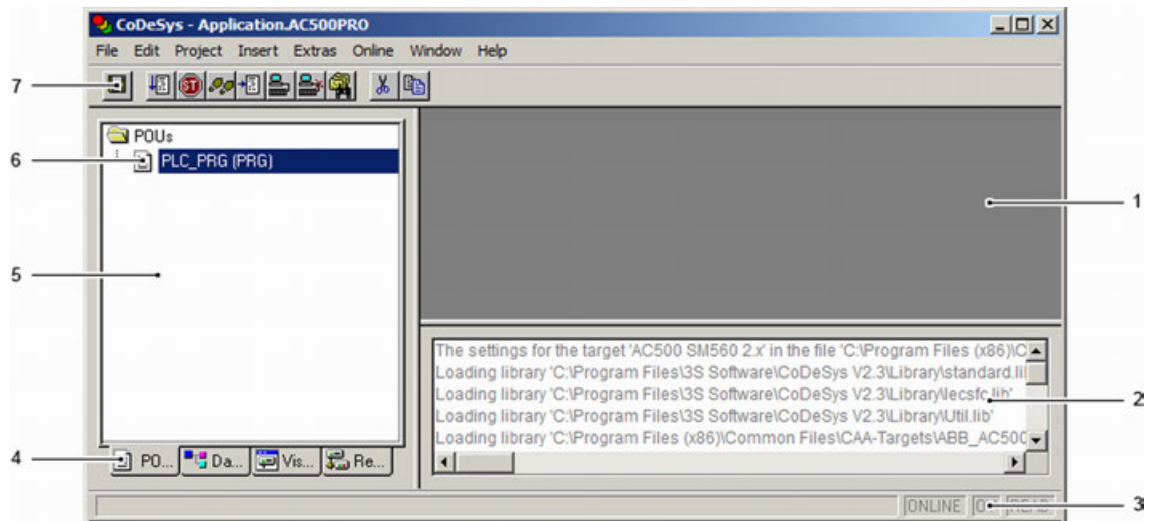 CoDeSys - Application.AC500PRO
File Edit Project Insert Extras Online Window Help
7
ST
POUs
6
PLC_PRG (PRG)
1
5
The settings for the target 'AC500 SM560 2.x' in the file 'C:\Program Files (x86)\C
Loading library 'C:\Program Files\3S Software\CoDeSys V2.3\Library\standard.li
Loading library 'C:\Program Files\3S Software\CoDeSys V2.3\Library\Iecsfc.lib'
2
Loading library 'C:\Program Files\3S Software\CoDeSys V2.3\Library\Util.lib'
Loading library 'C:\Program Files (x86)\Common Files\CAA-Targets\ABB_AC500
4
PO... Da... Vis... Re...
ONLINE READ
3